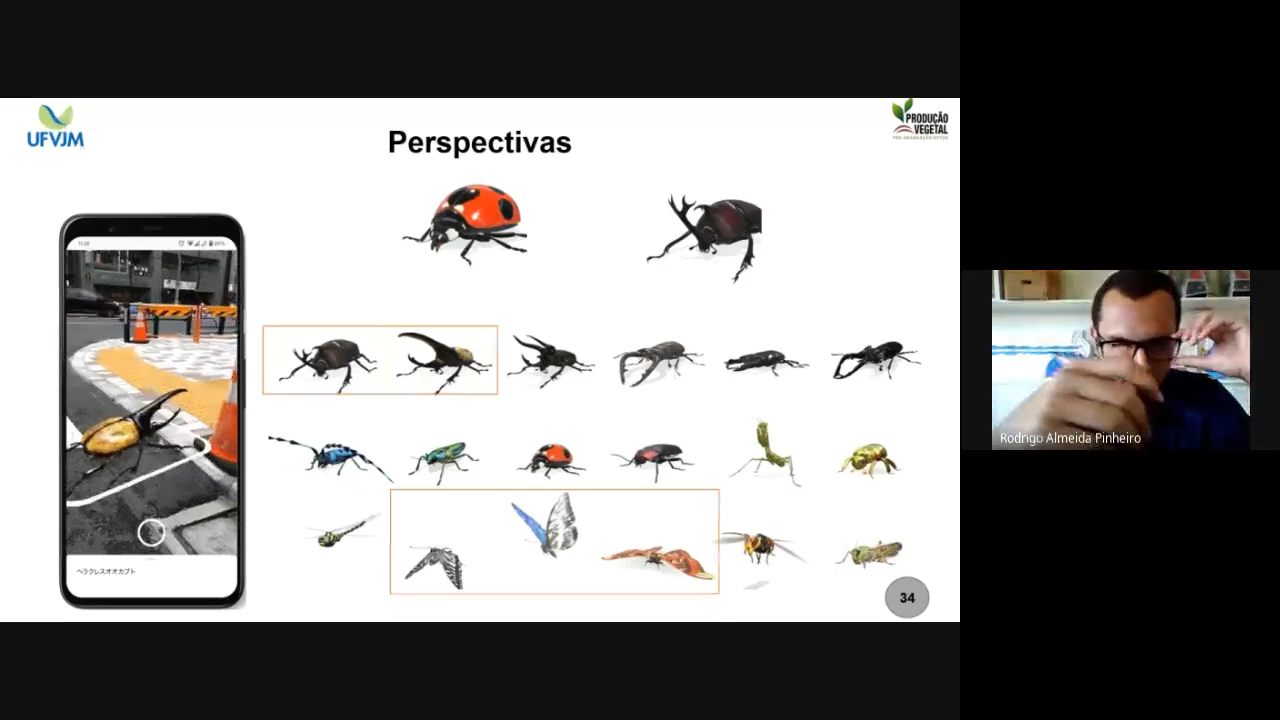 UFVJM
Perspectivas
PRODUÇÃO
VEGETAL
ヘラクレスオオカブト
34
Rodrigo Almeida Pinheiro